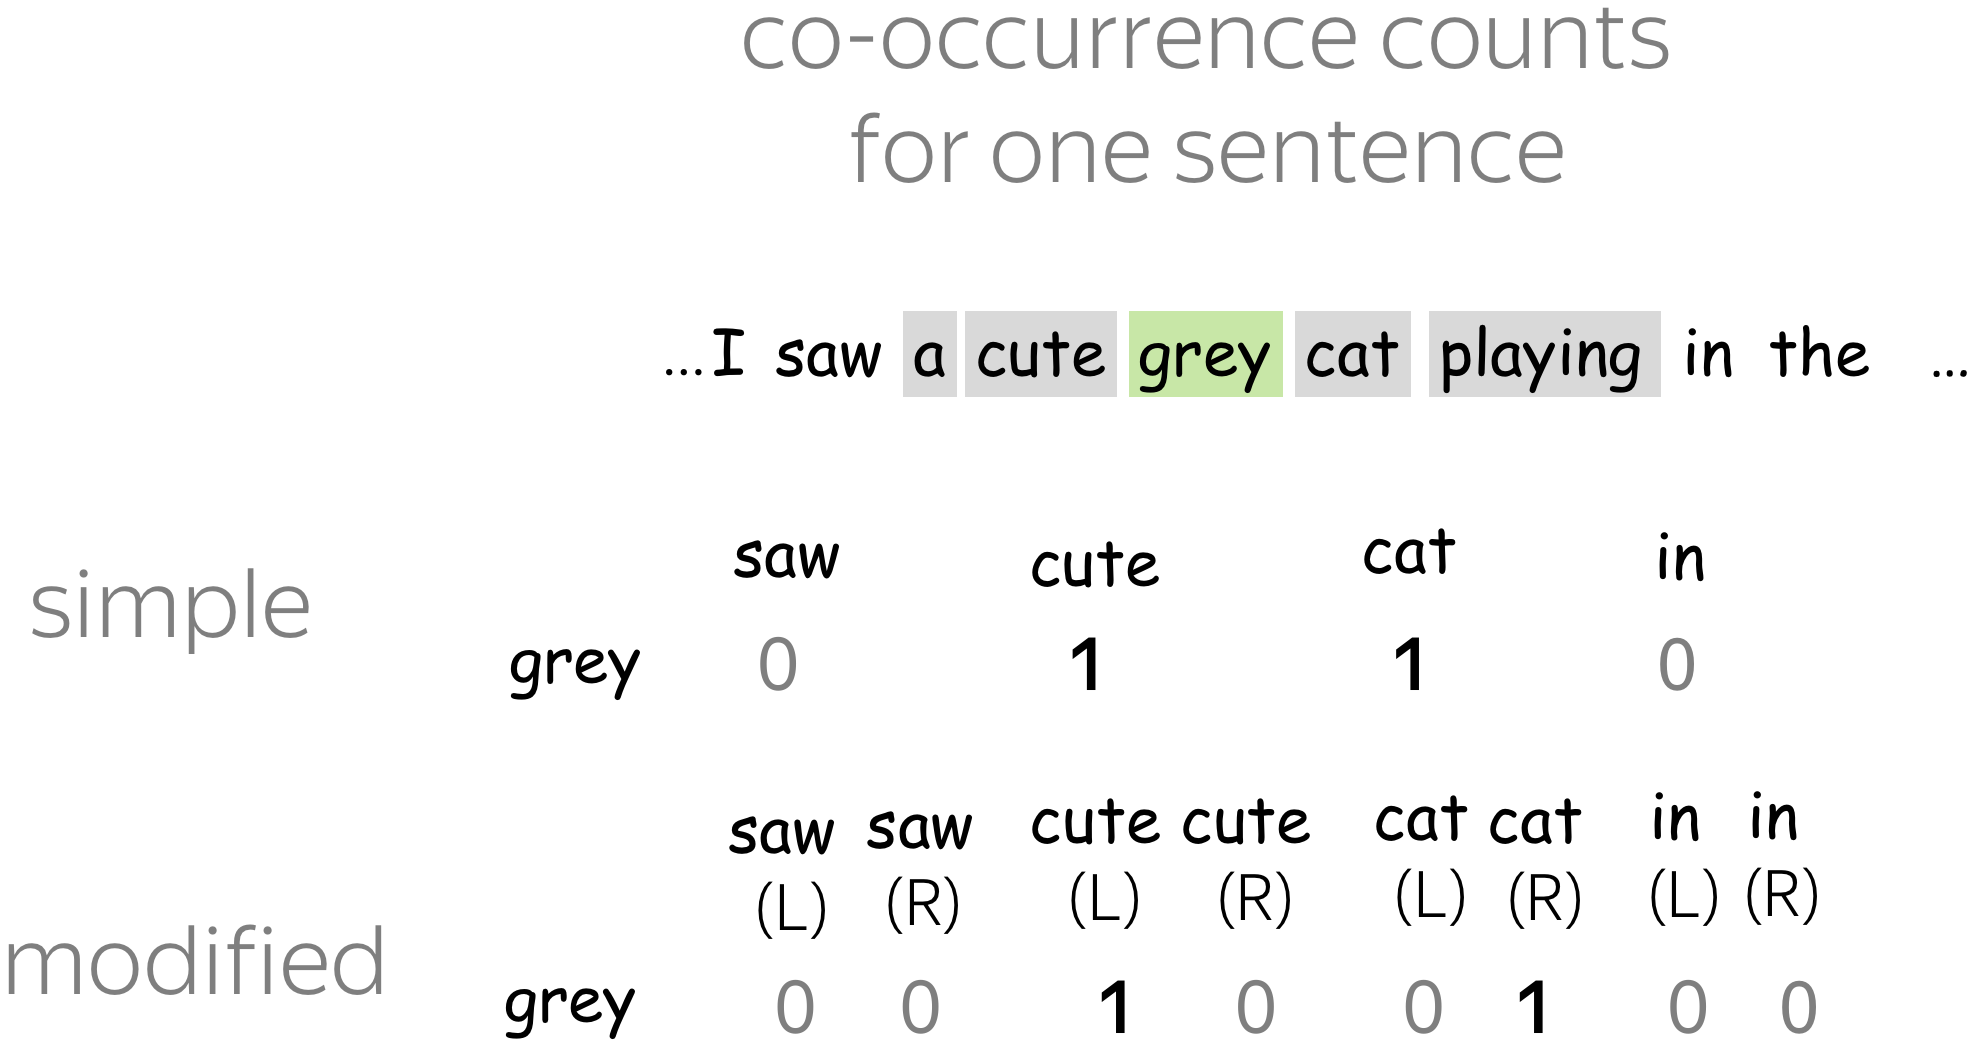 co-occurrence counts
for one sentence
...I saw a cute grey cat playing in the ...
saw cute cat in
simple
grey 0 1 1 0
saw saw cute cute cat cat in in
(L) (R) (L) (R) (L) (R) (L) (R)
modified
grey 0 0 1 0 0 1 0 0